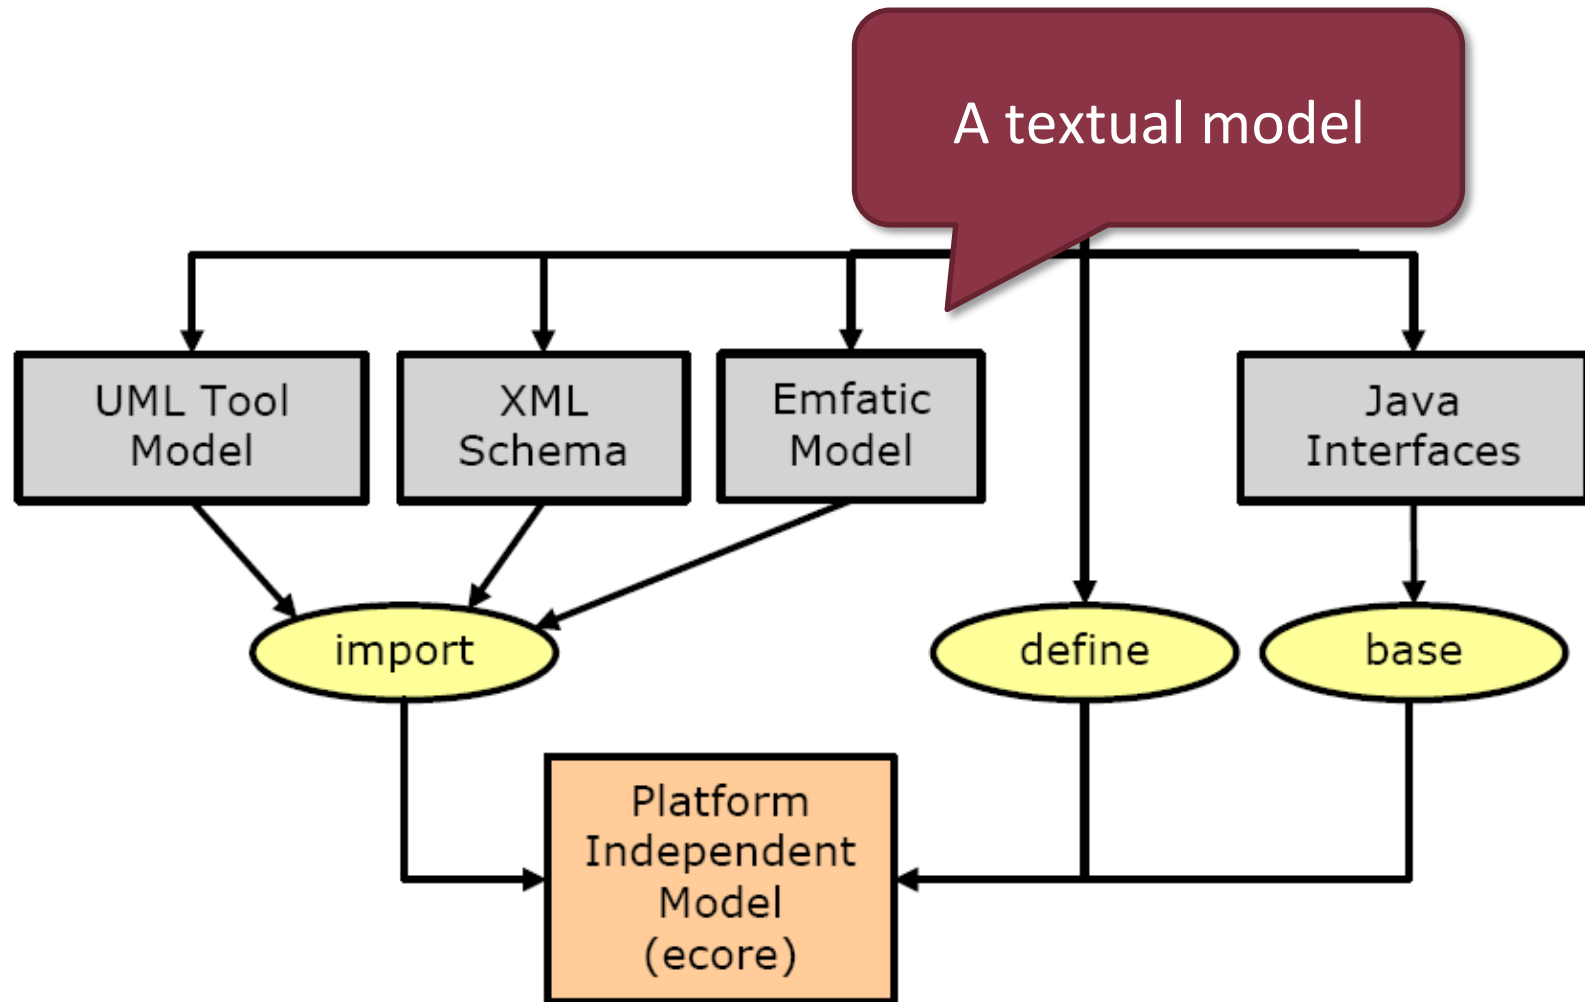 A textual model
UML Tool
Model
XML
Schema
Emfatic
Model
Java
Interfaces
import
define
base
Platform
Independent
Model
(ecore)